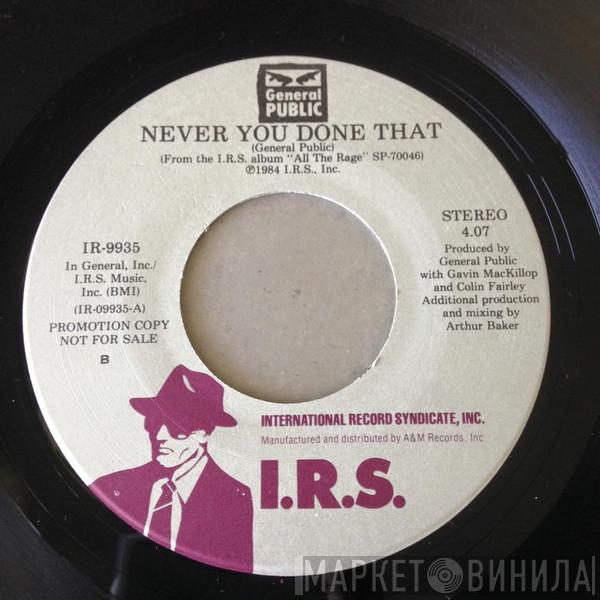 General
PUBLIC
NEVER YOU DONE THAT
(General Public)
(From the I.R.S. album "All The Rage" SP-70046)
℗1984 I.R.S., Inc.
IR-9935
In General, Inc./
I.R.S. Music,
Inc. (BMI)
(IR-09935-A)
PROMOTION COPY
NOT FOR SALE
B
STEREO
4.07
Produced by
General Public
with Gavin MacKillop
and Colin Fairley
Additional production
and mixing by
Arthur Baker
INTERNATIONAL RECORD SYNDICATE, INC.
Manufactured and distributed by A&M Records, Inc
I.R.S.
МАРКЕТ ВИНИЛА